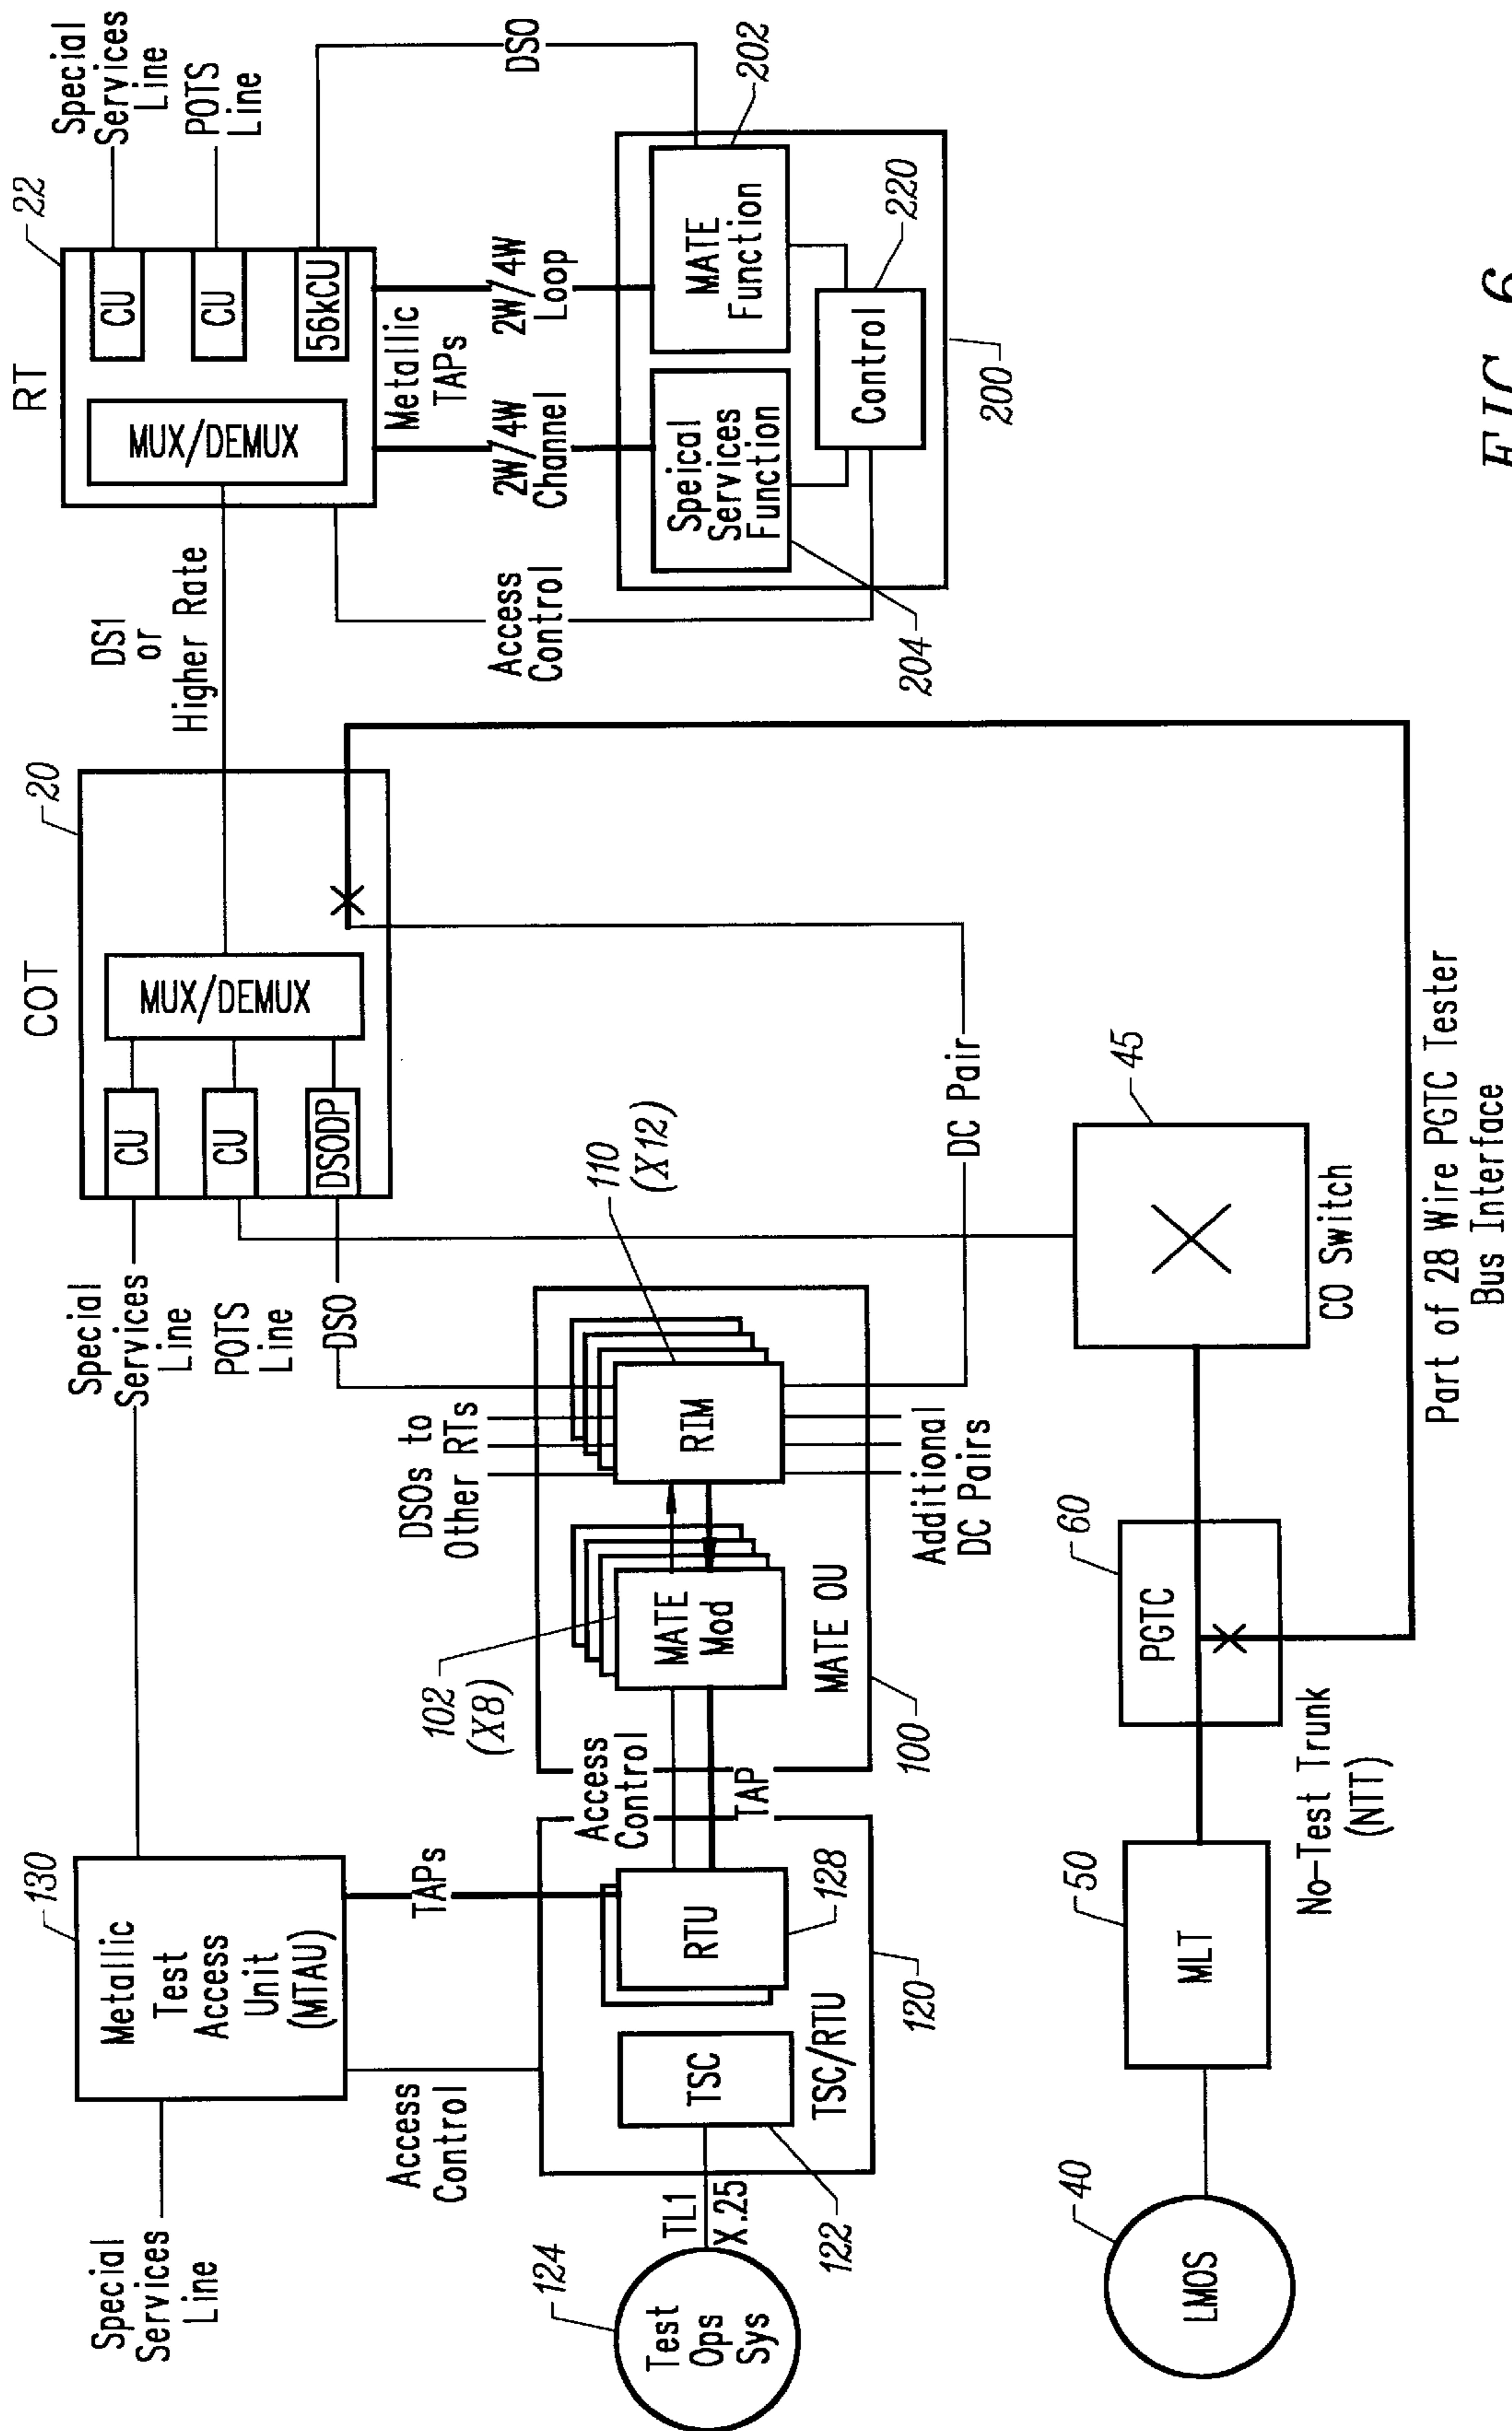 Special
Services
Line
130
Metallic
Test
Access
Unit
(MTAU)
Special
Services
Line
POTS
Line
DSO
COT
20
CU
CU
DSODP
MUX/DEMUX
DS1
or
Higher Rate
RT
22
MUX/DEMUX
CU
CU
56kCU
Special
Services
Line
POTS
Line
DSO
Access
Control
TAPs
Metallic
TAPs
2W/4W
Channel
2W/4W
Loop
Access
Control
124
Test
Ops
Sys
TL1
X.25
122
TSC
TSC/RTU
RTU
128
120
Access
Control
TAP
102
(X8)
MATE
Mod
MATE OU
100
DSOs to
Other RTs
RIM
110
(X12)
Additional
DC Pairs
DC Pair
Speical
Services
Function
204
MATE
Function
202
Control
220
200
40
LMOS
50
MLT
No-Test Trunk
(NTT)
60
PGTC
45
CO Switch
Part of 28 Wire PGTC Tester
Bus Interface
FIG. 6